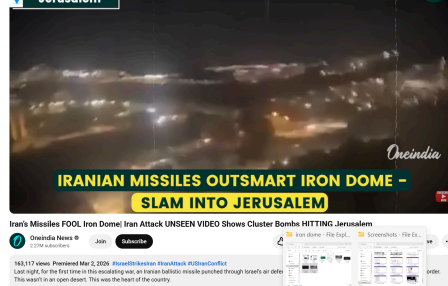 Jerusalem
Oneindia
IRANIAN MISSILES OUTSMART IRON DOME –
SLAM INTO JERUSALEM
Iran's Missiles FOOL Iron Dome| Iran Attack UNSEEN VIDEO Shows Cluster Bombs HITTING Jerusalem
Oneindia News
2.27M subscribers
Join
Subscribe
iron dome - File Expl...
Screenshots - File Ex...
163,117 views Premiered Mar 2, 2026 #IsraelStrikesIran #IranAttack #USIranConflict
Last night, for the first time in this escalating war, an Iranian ballistic missile punched through Israel's air defen
order.
This wasn't in an open desert. This was the heart of the country.